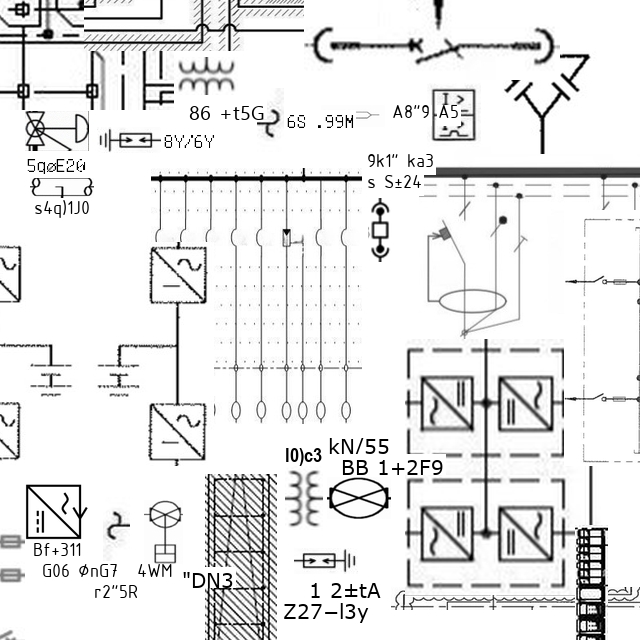 86 +t5G
6S .99M
A8"9.A5
8Y/6Y
9k1" ka3
s S±24
5qøE2Q
s4q)1J0
kN/55
BB 1+2F9
I0)c3
Bf+311
G06 ØnG7
4WM
"DN3
r2"5R
1 2±tA
Z27−l3y